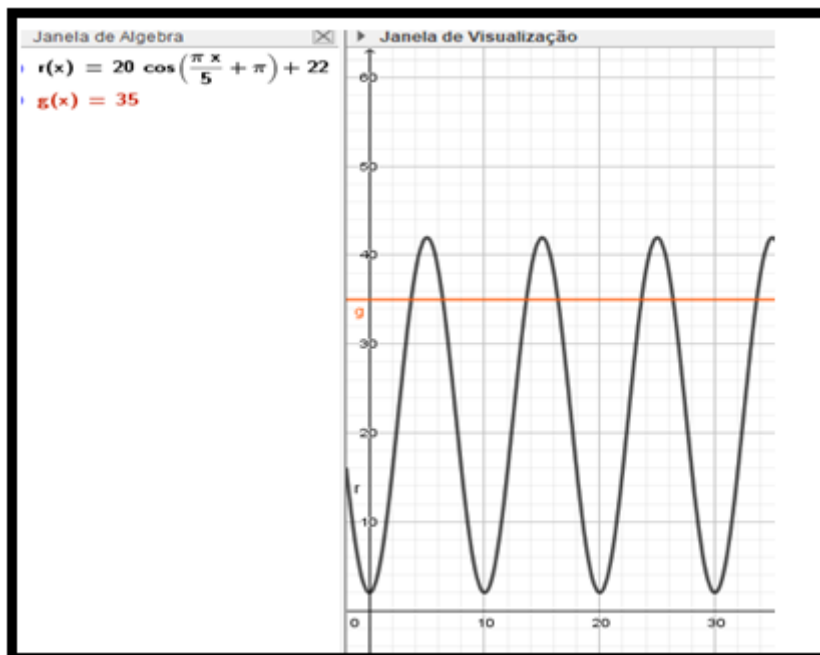 Janela de Álgebra
r(x) = 20 cos(π x / 5 + π) + 22
g(x) = 35
Janela de Visualização
60
50
40
g
30
20
r
10
0 10 20 30